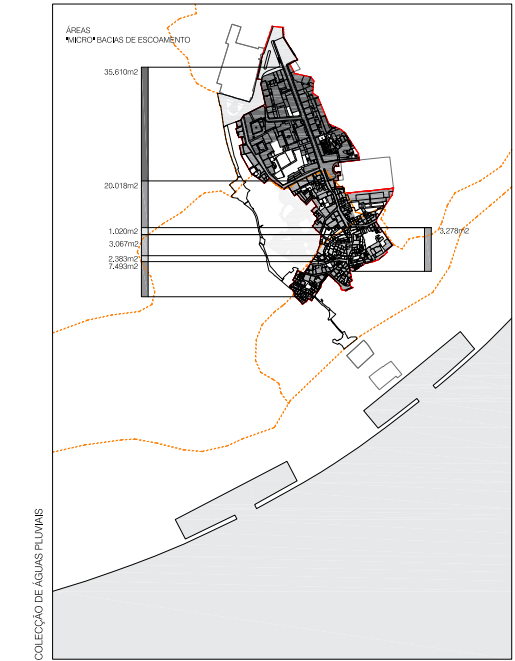 ÁREAS
"MICRO" BACIAS DE ESCOAMENTO
35.610m2
20.018m2
1.020m2
3.278m2
3.067m2
2.383m2
7.493m2
COLECÇÃO DE ÁGUAS PLUVIAIS